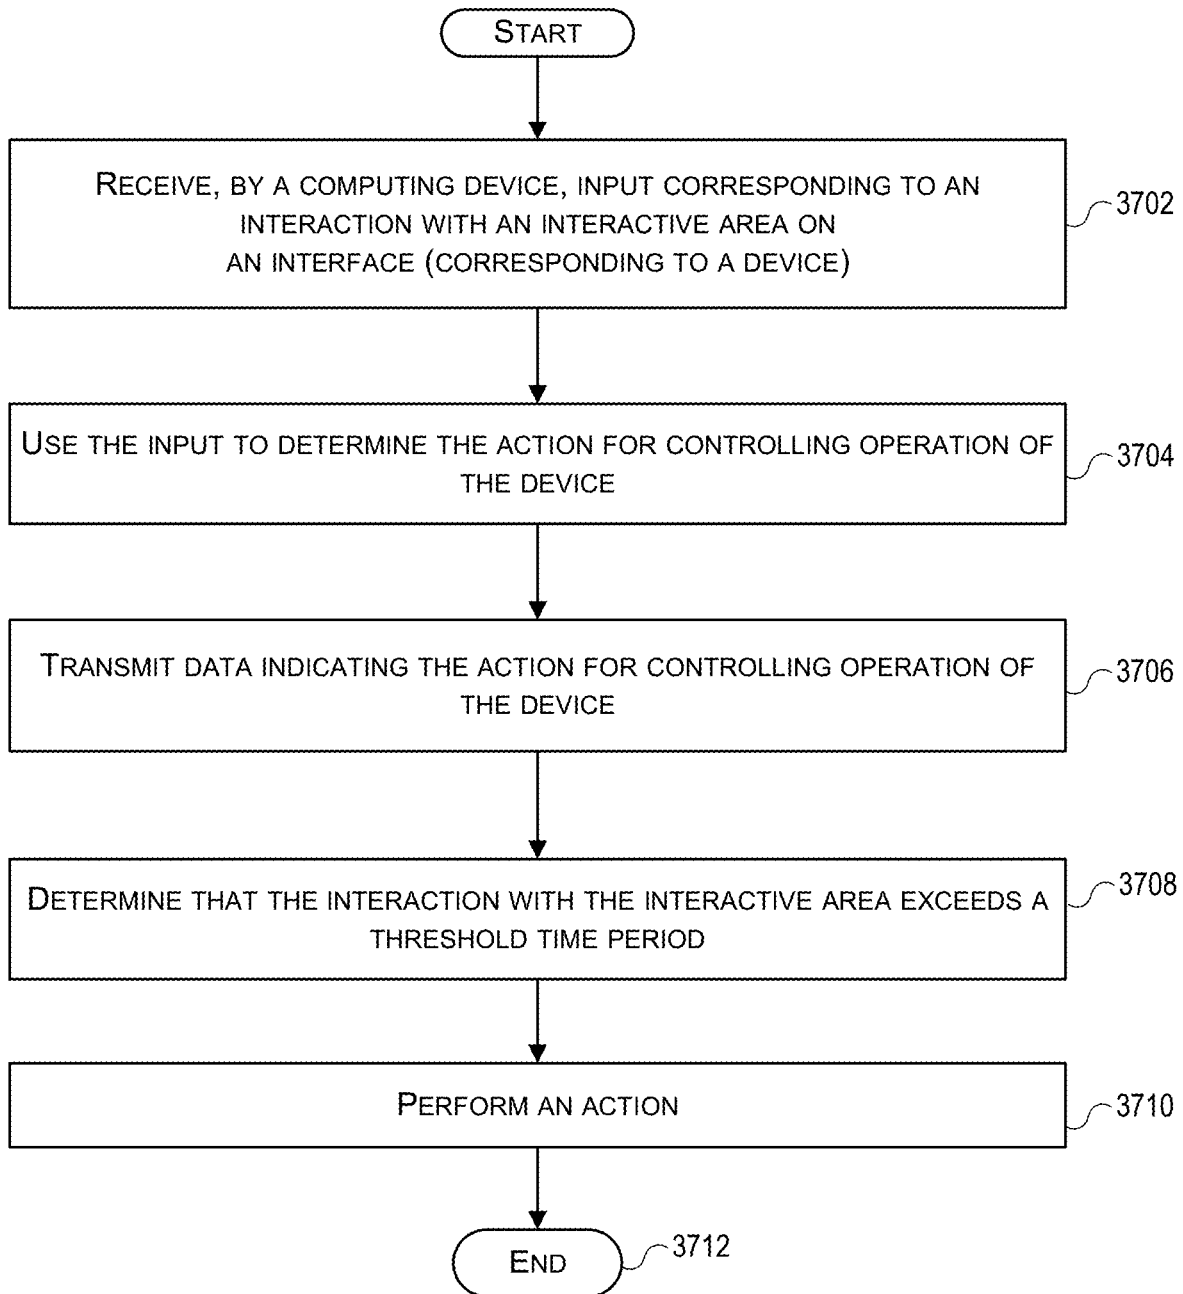 START
RECEIVE, BY A COMPUTING DEVICE, INPUT CORRESPONDING TO AN
INTERACTION WITH AN INTERACTIVE AREA ON
AN INTERFACE (CORRESPONDING TO A DEVICE)
3702
USE THE INPUT TO DETERMINE THE ACTION FOR CONTROLLING OPERATION OF
THE DEVICE
3704
TRANSMIT DATA INDICATING THE ACTION FOR CONTROLLING OPERATION OF
THE DEVICE
3706
DETERMINE THAT THE INTERACTION WITH THE INTERACTIVE AREA EXCEEDS A
THRESHOLD TIME PERIOD
3708
PERFORM AN ACTION
3710
END
3712